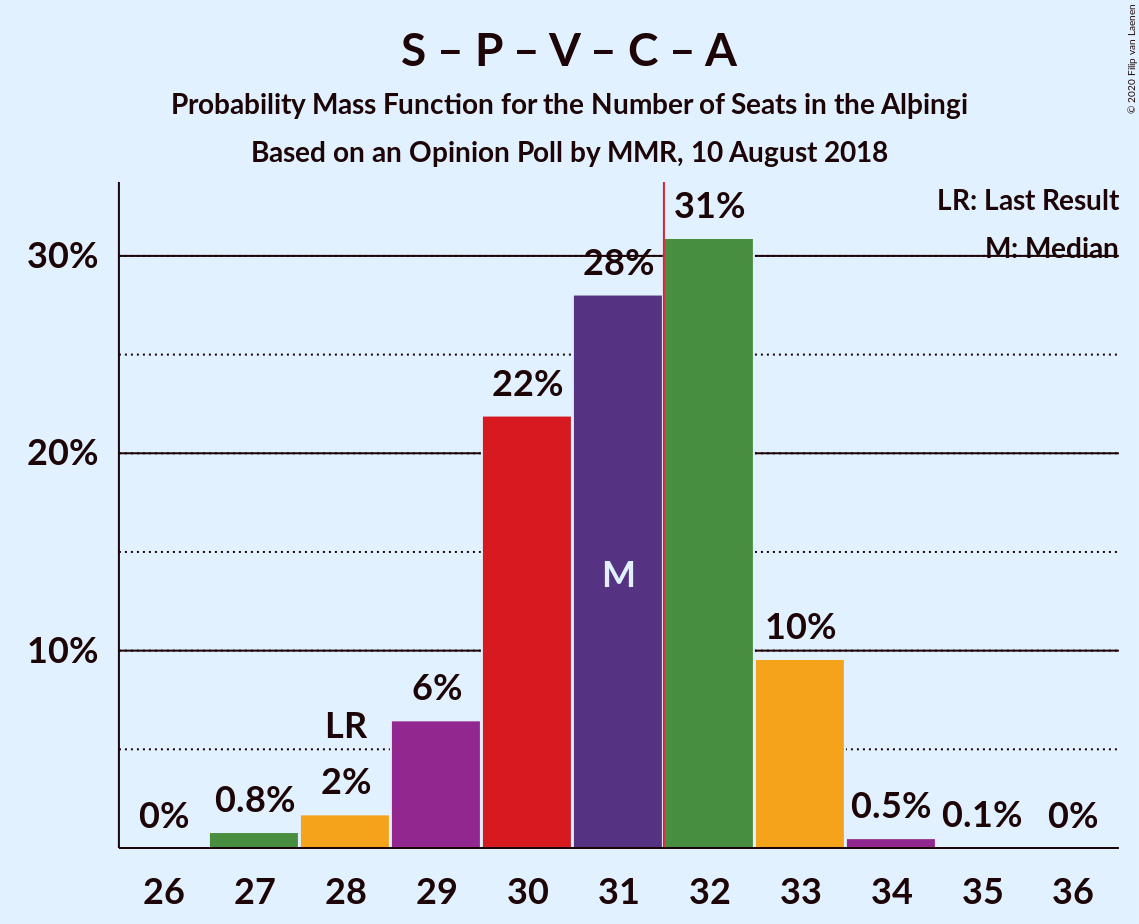 S – P – V – C – A
Probability Mass Function for the Number of Seats in the Alþingi
Based on an Opinion Poll by MMR, 10 August 2018
© 2020 Filip van Laenen
LR: Last Result
M: Median
30%
20%
10%
0%
0.8%
2%
LR
6%
22%
28%
M
31%
10%
0.5%
0.1%
0%
26 27 28 29 30 31 32 33 34 35 36